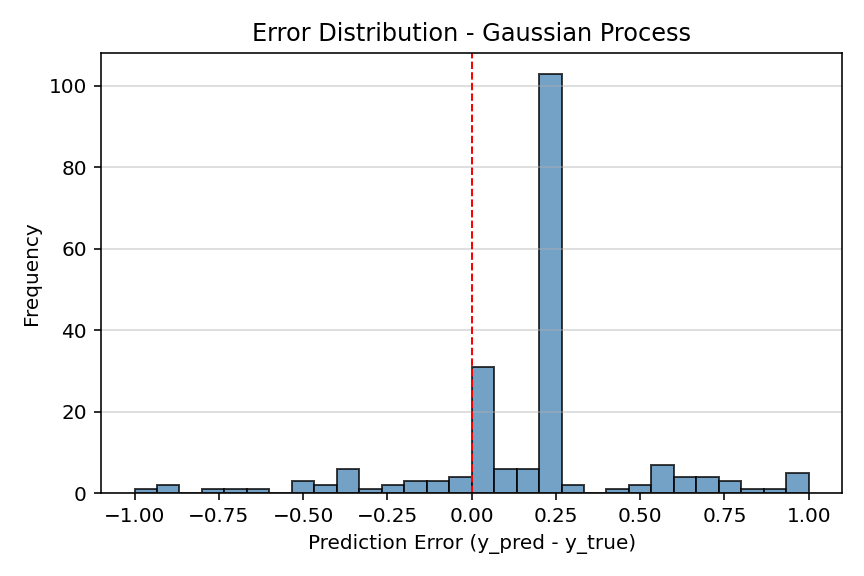 Error Distribution - Gaussian Process
Frequency
100
80
60
40
20
0
−1.00 −0.75 −0.50 −0.25 0.00 0.25 0.50 0.75 1.00
Prediction Error (y_pred - y_true)